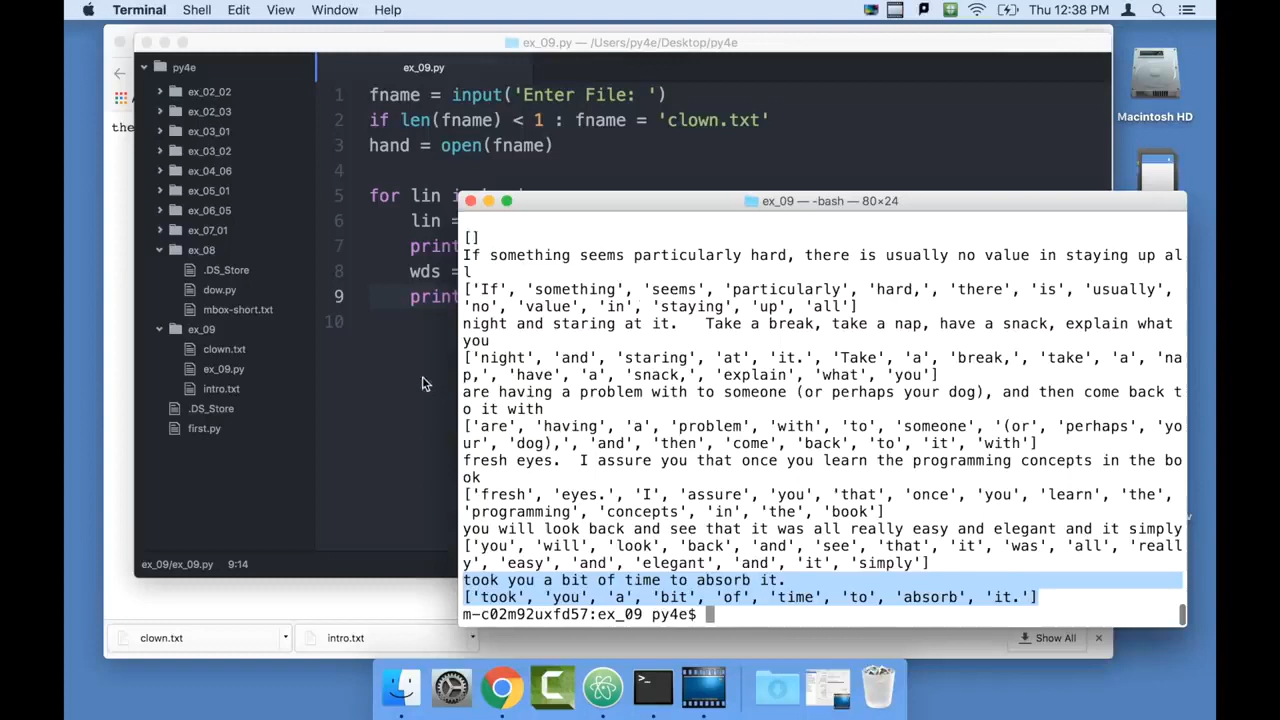 Terminal Shell Edit View Window Help Thu 12:38 PM
ex_09.py — /Users/py4e/Desktop/py4e
Macintosh HD
the
py4e
ex_02_02
ex_02_03
ex_03_01
ex_03_02
ex_04_06
ex_05_01
ex_06_05
ex_07_01
ex_08
.DS_Store
dow.py
mbox-short.txt
ex_09
clown.txt
ex_09.py
intro.txt
.DS_Store
first.py
ex_09/ex_09.py 9:14
ex_09.py
1 fname = input('Enter File: ')
2 if len(fname) < 1 : fname = 'clown.txt'
3 hand = open(fname)
4
5 for lin
6 lin =
7 print
8 wds =
9 print
10
ex_09 — -bash — 80×24
[]
If something seems particularly hard, there is usually no value in staying up al
l
['If', 'something', 'seems', 'particularly', 'hard,', 'there', 'is', 'usually',
'no', 'value', 'in', 'staying', 'up', 'all']
night and staring at it.   Take a break, take a nap, have a snack, explain what
you
['night', 'and', 'staring', 'at', 'it.', 'Take', 'a', 'break,', 'take', 'a', 'na
p,', 'have', 'a', 'snack,', 'explain', 'what', 'you']
are having a problem with to someone (or perhaps your dog), and then come back t
o it with
['are', 'having', 'a', 'problem', 'with', 'to', 'someone', '(or', 'perhaps', 'yo
ur', 'dog),', 'and', 'then', 'come', 'back', 'to', 'it', 'with']
fresh eyes.  I assure you that once you learn the programming concepts in the bo
ok
['fresh', 'eyes.', 'I', 'assure', 'you', 'that', 'once', 'you', 'learn', 'the',
'programming', 'concepts', 'in', 'the', 'book']
you will look back and see that it was all really easy and elegant and it simply
['you', 'will', 'look', 'back', 'and', 'see', 'that', 'it', 'was', 'all', 'reall
y', 'easy', 'and', 'elegant', 'and', 'it', 'simply']
took you a bit of time to absorb it.
['took', 'you', 'a', 'bit', 'of', 'time', 'to', 'absorb', 'it.']
m-c02m92uxfd57:ex_09 py4e$
clown.txt intro.txt Show All